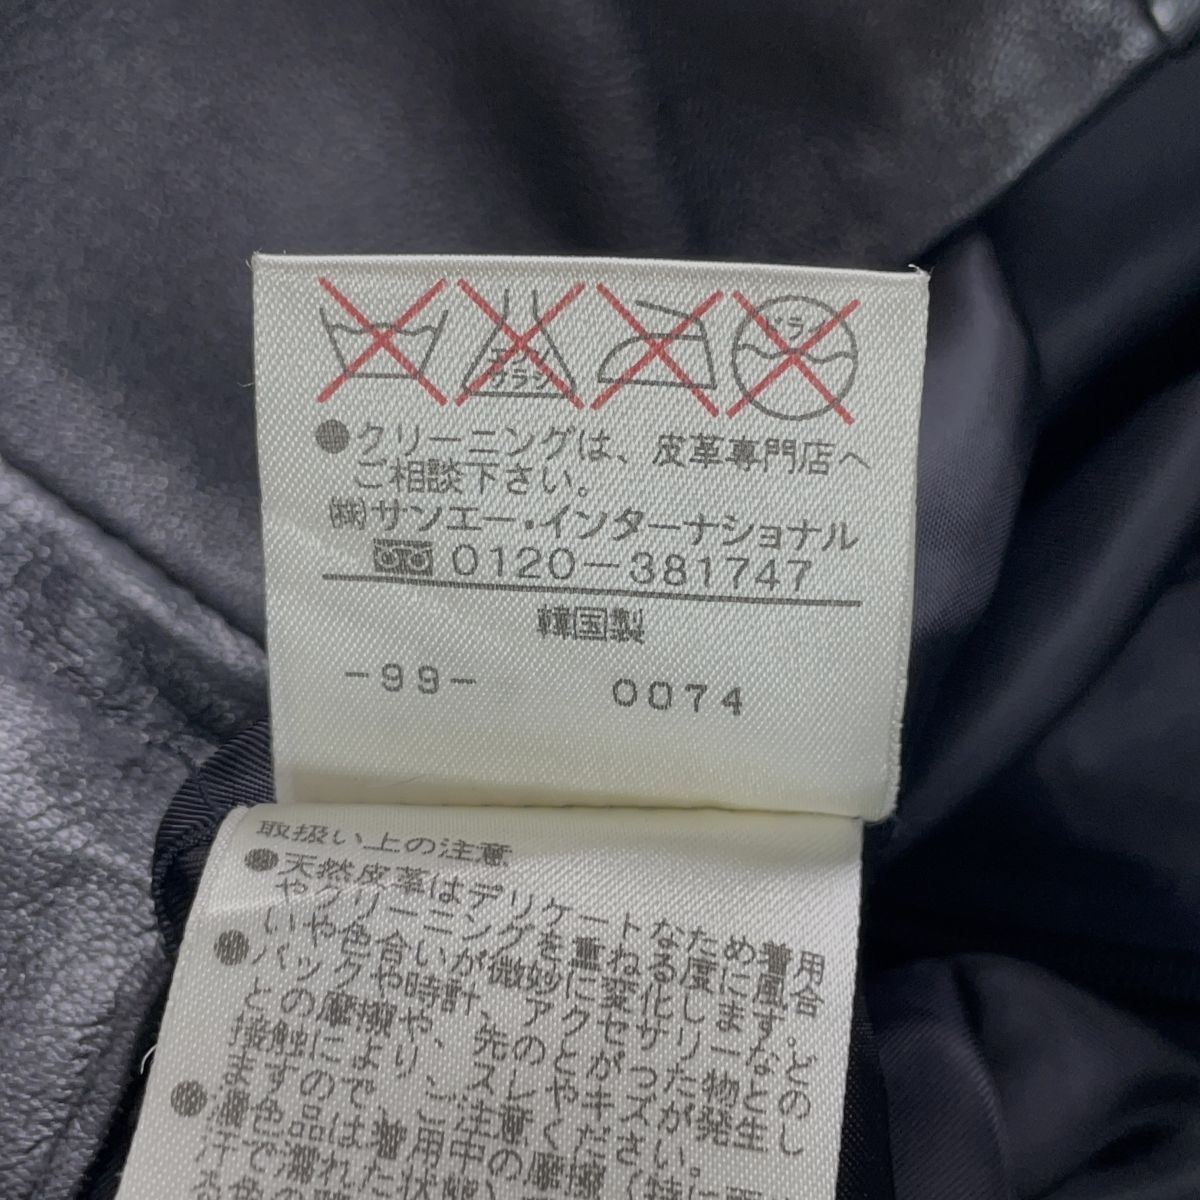 エンソ
サラシ
ドライ
●クリーニングは、皮革専門店へ
ご相談下さい。
㈱サンエー・インターナショナル
0120-381747
韓国製
-99- 0074
取扱い上の注意
●天然皮革はデリケートなため着用
やクリーニングを重ねる度に風合
いや色合いが微妙に変化します。
●バックや時計、アクセサリーなどと
の摩擦や、先のとがった物との
接触により、スレやキズが発生し
ますので、ご注意ください。
●濃色の品は着用中の摩擦
汗で濡れた状態